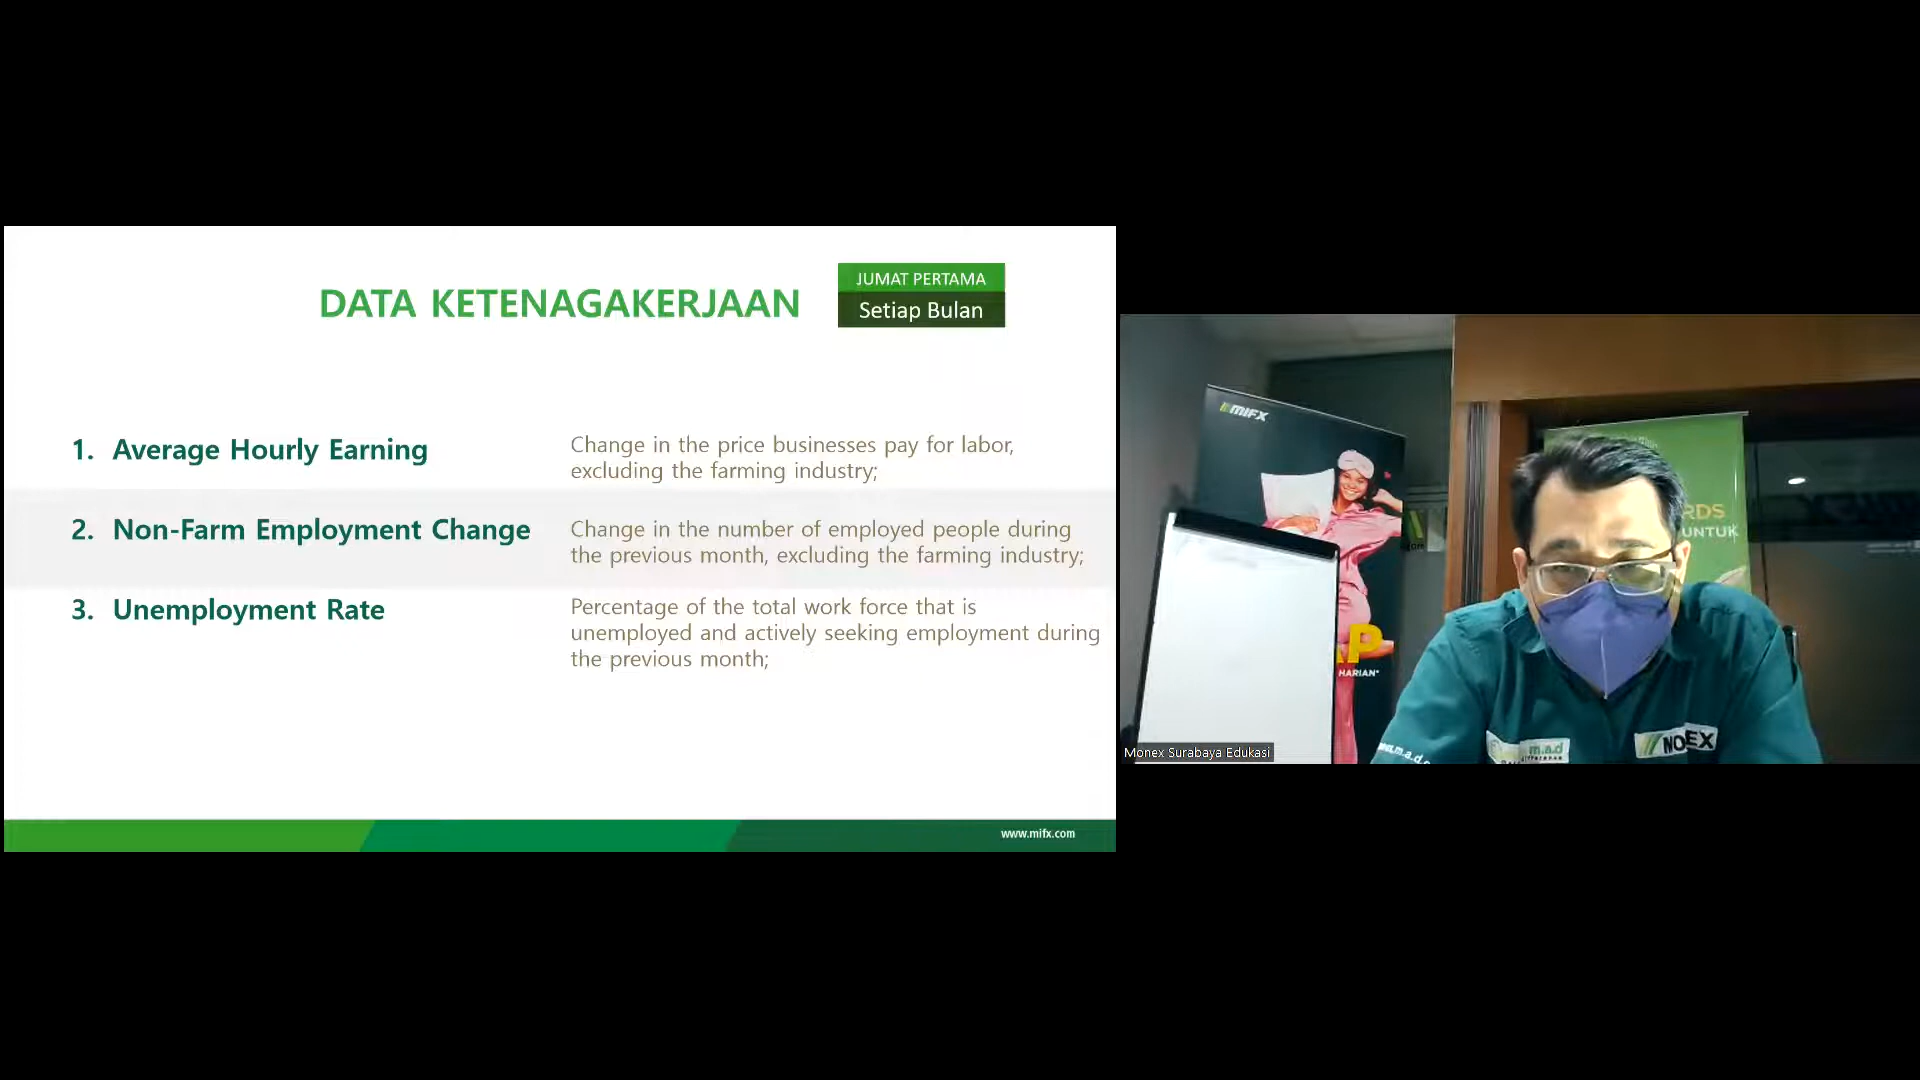 DATA KETENAGAKERJAAN
JUMAT PERTAMA
Setiap Bulan
1. Average Hourly Earning
Change in the price businesses pay for labor,
excluding the farming industry;
2. Non-Farm Employment Change
Change in the number of employed people during
the previous month, excluding the farming industry;
3. Unemployment Rate
Percentage of the total work force that is
unemployed and actively seeking employment during
the previous month;
www.mifx.com
MIFX
RDS
UNTUK
AP
HARIAN*
m.a.d
Monex Surabaya Edukasi